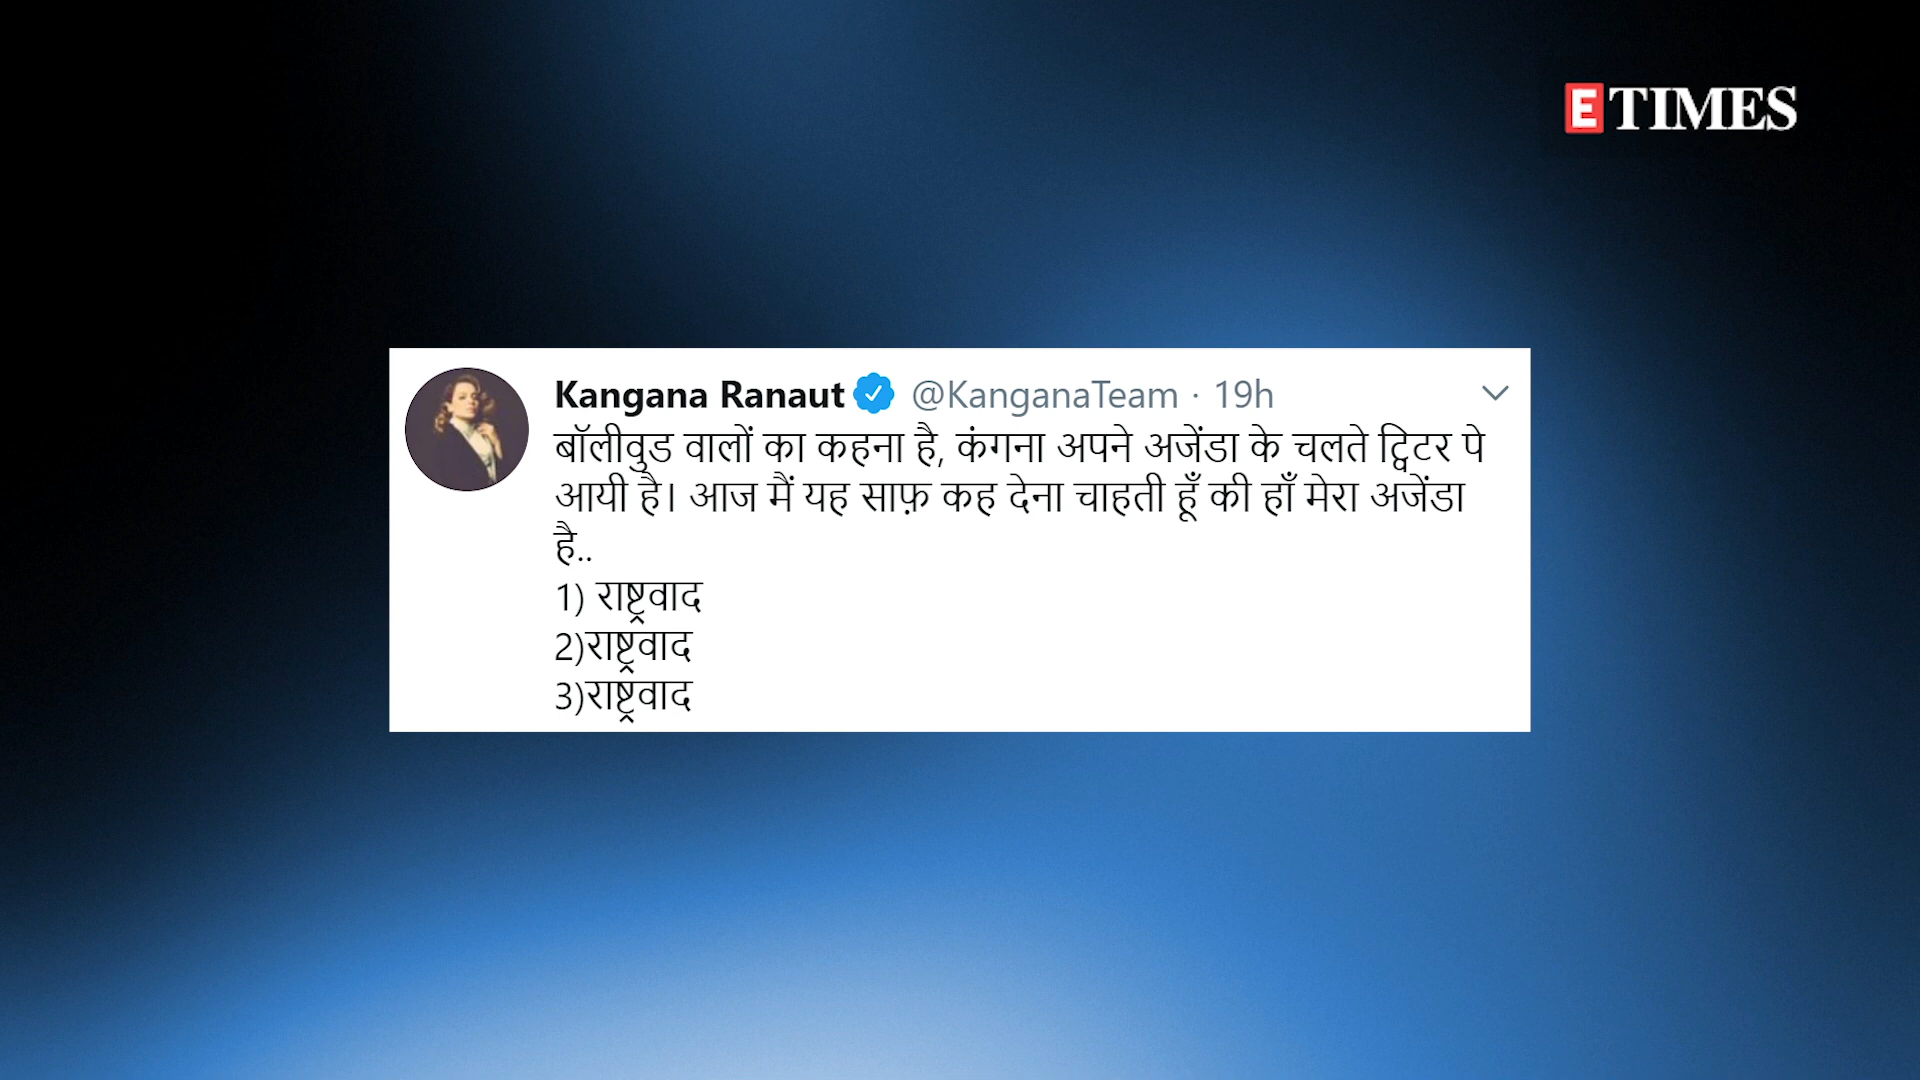 E TIMES
Kangana Ranaut @KanganaTeam · 19h
बॉलीवुड वालों का कहना है, कंगना अपने अजेंडा के चलते ट्विटर पे
आयी है। आज मैं यह साफ़ कह देना चाहती हूँ की हाँ मेरा अजेंडा
है..
1) राष्ट्रवाद
2)राष्ट्रवाद
3)राष्ट्रवाद